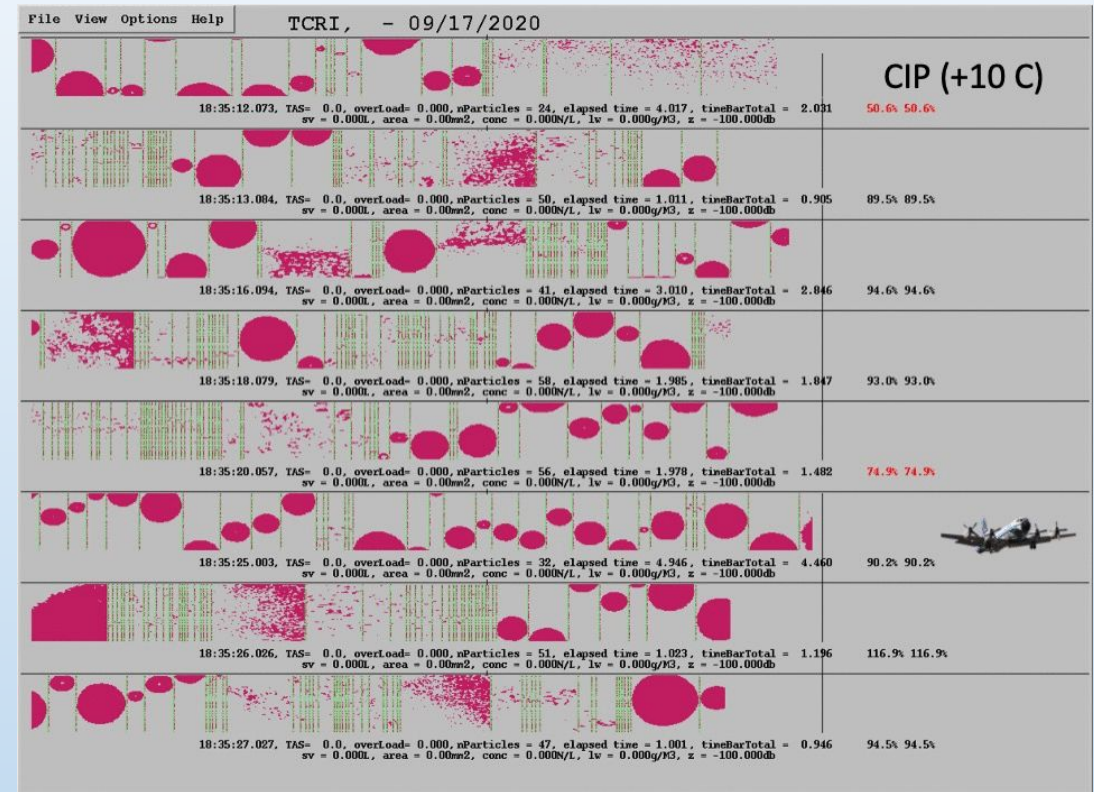 File View Options Help
TCRI, - 09/17/2020
CIP (+10 C)
18:35:12.073, TAS= 0.0, overLoad= 0.000, nParticles = 24, elapsed time = 4.017, timeBarTotal = 2.031 50.6% 50.6%
sv = 0.000L, area = 0.00mm2, conc = 0.000N/L, lw = 0.000g/M3, z = -100.000db
18:35:13.084, TAS= 0.0, overLoad= 0.000, nParticles = 50, elapsed time = 1.011, timeBarTotal = 0.905 89.5% 89.5%
sv = 0.000L, area = 0.00mm2, conc = 0.000N/L, lw = 0.000g/M3, z = -100.000db
18:35:16.094, TAS= 0.0, overLoad= 0.000, nParticles = 41, elapsed time = 3.010, timeBarTotal = 2.846 94.6% 94.6%
sv = 0.000L, area = 0.00mm2, conc = 0.000N/L, lw = 0.000g/M3, z = -100.000db
18:35:18.079, TAS= 0.0, overLoad= 0.000, nParticles = 58, elapsed time = 1.985, timeBarTotal = 1.847 93.0% 93.0%
sv = 0.000L, area = 0.00mm2, conc = 0.000N/L, lw = 0.000g/M3, z = -100.000db
18:35:20.057, TAS= 0.0, overLoad= 0.000, nParticles = 56, elapsed time = 1.978, timeBarTotal = 1.482 74.9% 74.9%
sv = 0.000L, area = 0.00mm2, conc = 0.000N/L, lw = 0.000g/M3, z = -100.000db
18:35:25.003, TAS= 0.0, overLoad= 0.000, nParticles = 32, elapsed time = 4.946, timeBarTotal = 4.460 90.2% 90.2%
sv = 0.000L, area = 0.00mm2, conc = 0.000N/L, lw = 0.000g/M3, z = -100.000db
18:35:26.026, TAS= 0.0, overLoad= 0.000, nParticles = 51, elapsed time = 1.023, timeBarTotal = 1.196 116.9% 116.9%
sv = 0.000L, area = 0.00mm2, conc = 0.000N/L, lw = 0.000g/M3, z = -100.000db
18:35:27.027, TAS= 0.0, overLoad= 0.000, nParticles = 47, elapsed time = 1.001, timeBarTotal = 0.946 94.5% 94.5%
sv = 0.000L, area = 0.00mm2, conc = 0.000N/L, lw = 0.000g/M3, z = -100.000db